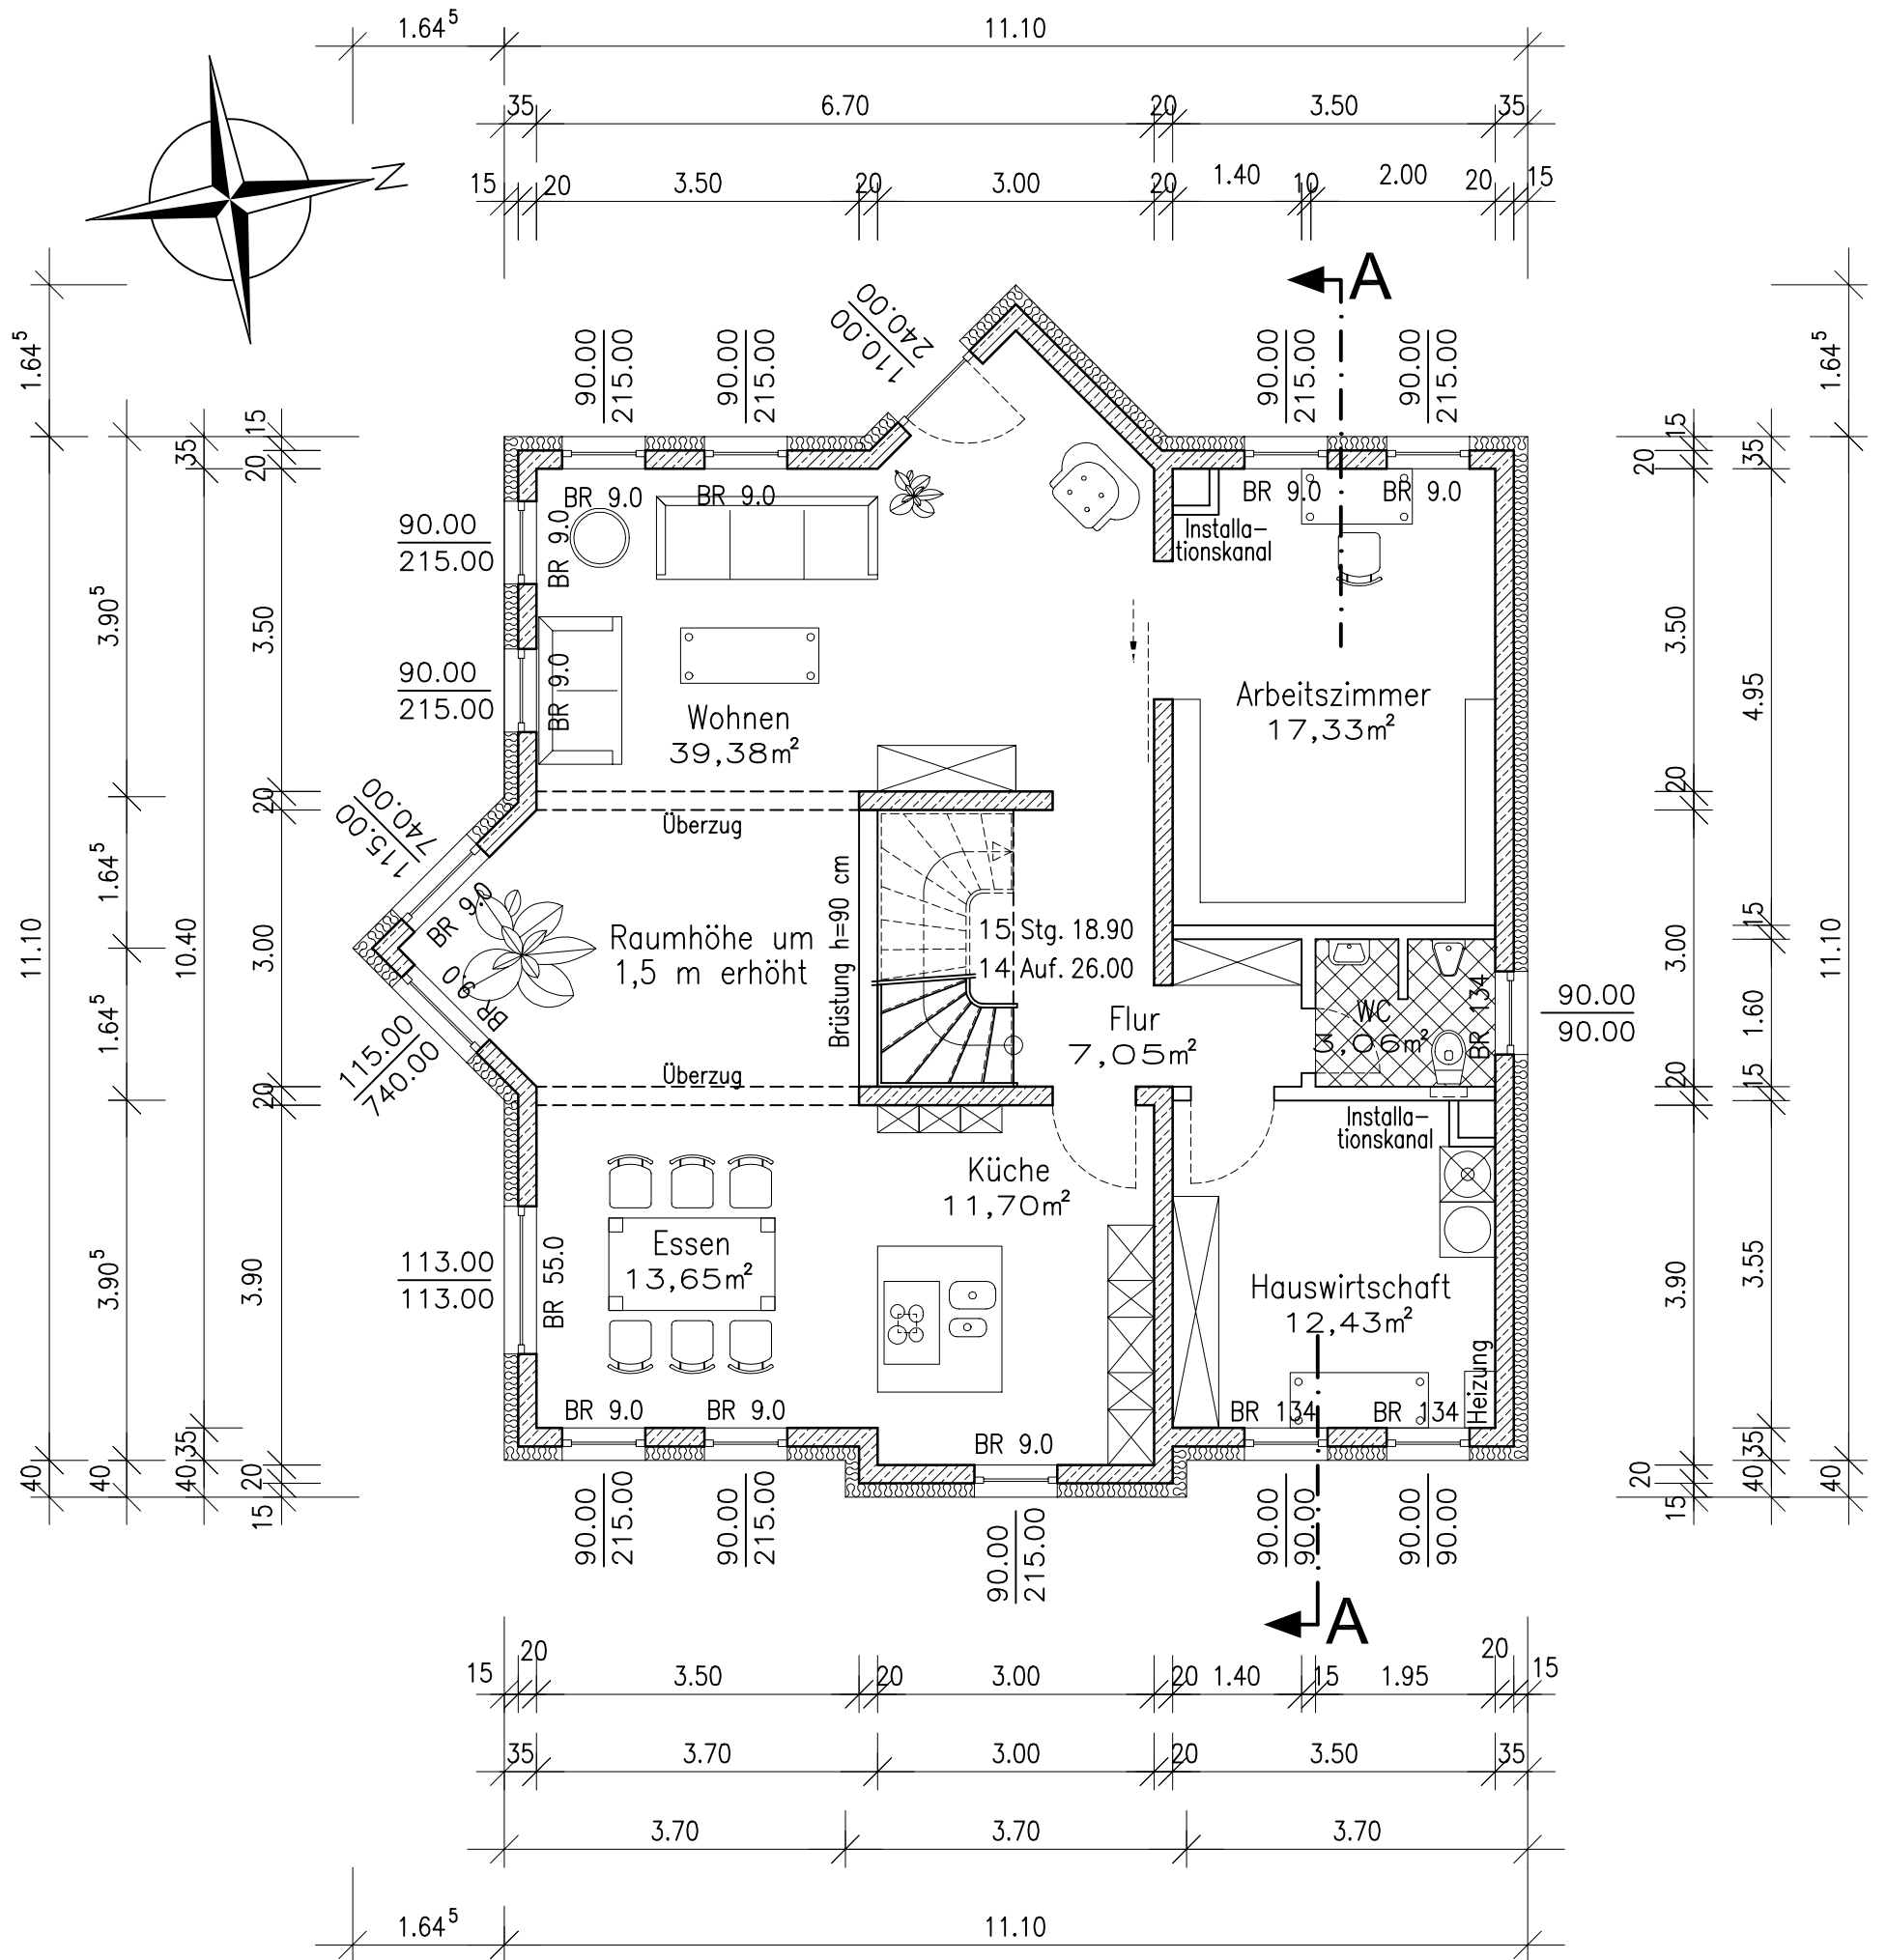 1.64⁵ 11.10
35 6.70 20 3.50 35
15 20 3.50 20 3.00 20 1.40 10 2.00 20 15
N
A
90.00
215.00
90.00
215.00
110.00
240.00
90.00
215.00
90.00
215.00
1.64⁵
11.10
40
3.90⁵
1.64⁵
1.64⁵
3.90⁵
40
35
10.40
35
40
15
20
3.50
20
3.00
20
3.90
20
15
90.00
215.00
90.00
215.00
115.00
740.00
115.00
740.00
113.00
113.00
BR 9.0
BR 9.0
BR 9.0
BR 9.0
Wohnen
39,38m²
Installa-
tionskanal
BR 9.0
BR 9.0
Arbeitszimmer
17,33m²
Überzug
BR 9.0
BR 9.0
Raumhöhe um
1,5 m erhöht
Brüstung h=90 cm
15 Stg. 18.90
14 Auf. 26.00
Flur
7,05m²
WC
3,06m²
BR 134
90.00
90.00
Überzug
Installa-
tionskanal
Küche
11,70m²
Essen
13,65m²
BR 55.0
Hauswirtschaft
12,43m²
Heizung
BR 9.0
BR 9.0
BR 9.0
BR 134
BR 134
90.00
215.00
90.00
215.00
90.00
215.00
90.00
90.00
90.00
90.00
A
15
20
3.50
20
3.00
20
3.90
20
15
15
35
4.95
15
1.60
15
3.55
35
40
1.64⁵
11.10
40
15 20 3.50 20 3.00 20 1.40 15 1.95 20 15
35 3.70 3.00 20 3.50 35
3.70 3.70 3.70
1.64⁵ 11.10